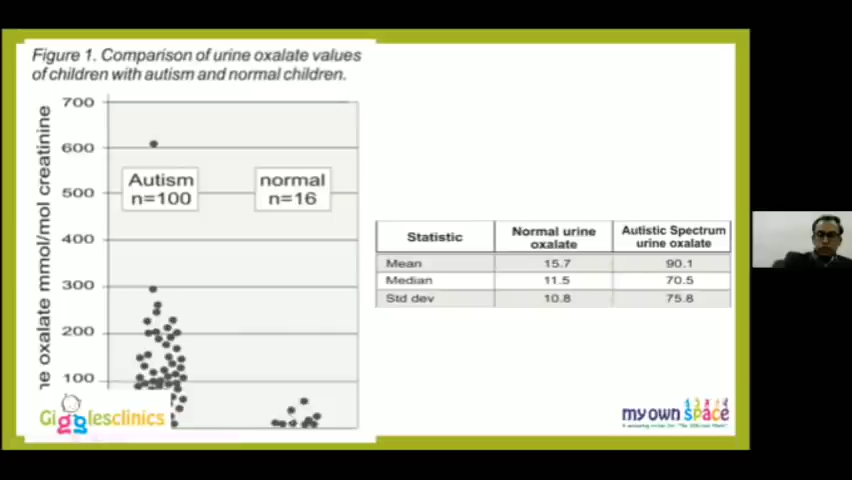 Figure 1. Comparison of urine oxalate values
of children with autism and normal children.
ne oxalate mmol/mol creatinine
700
600
500
400
300
200
100
Autism
n=100
normal
n=16
Statistic
Normal urine
oxalate
Autistic Spectrum
urine oxalate
Mean 15.7 90.1
Median 11.5 70.5
Std dev 10.8 75.8
Gigglesclinics
my own space